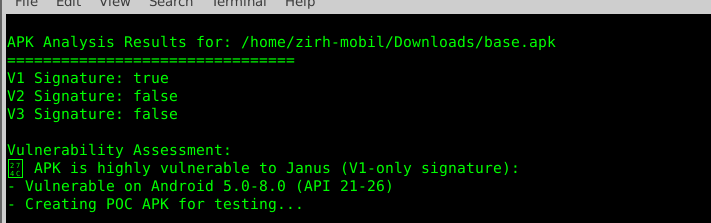 File Edit View Search Terminal Help
APK Analysis Results for: /home/zirh-mobil/Downloads/base.apk
================================
V1 Signature: true
V2 Signature: false
V3 Signature: false
Vulnerability Assessment:
274C APK is highly vulnerable to Janus (V1-only signature):
- Vulnerable on Android 5.0-8.0 (API 21-26)
- Creating POC APK for testing...